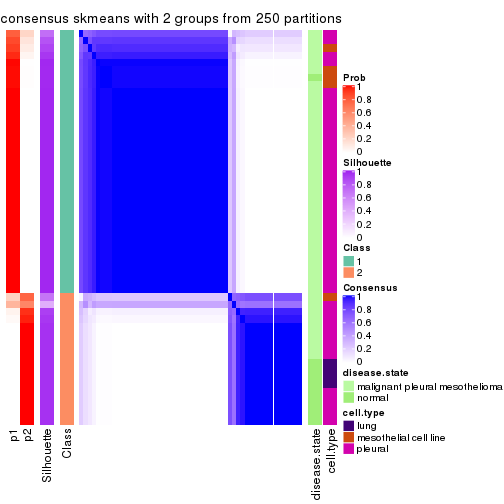 consensus skmeans with 2 groups from 250 partitions
Prob
1
0.8
0.6
0.4
0.2
0
Silhouette
1
0.8
0.6
0.4
0.2
0
Class
1
2
Consensus
1
0.8
0.6
0.4
0.2
0
disease.state
malignant pleural mesothelioma
normal
cell.type
lung
mesothelial cell line
pleural
p1
p2
Silhouette
Class
disease.state
cell.type